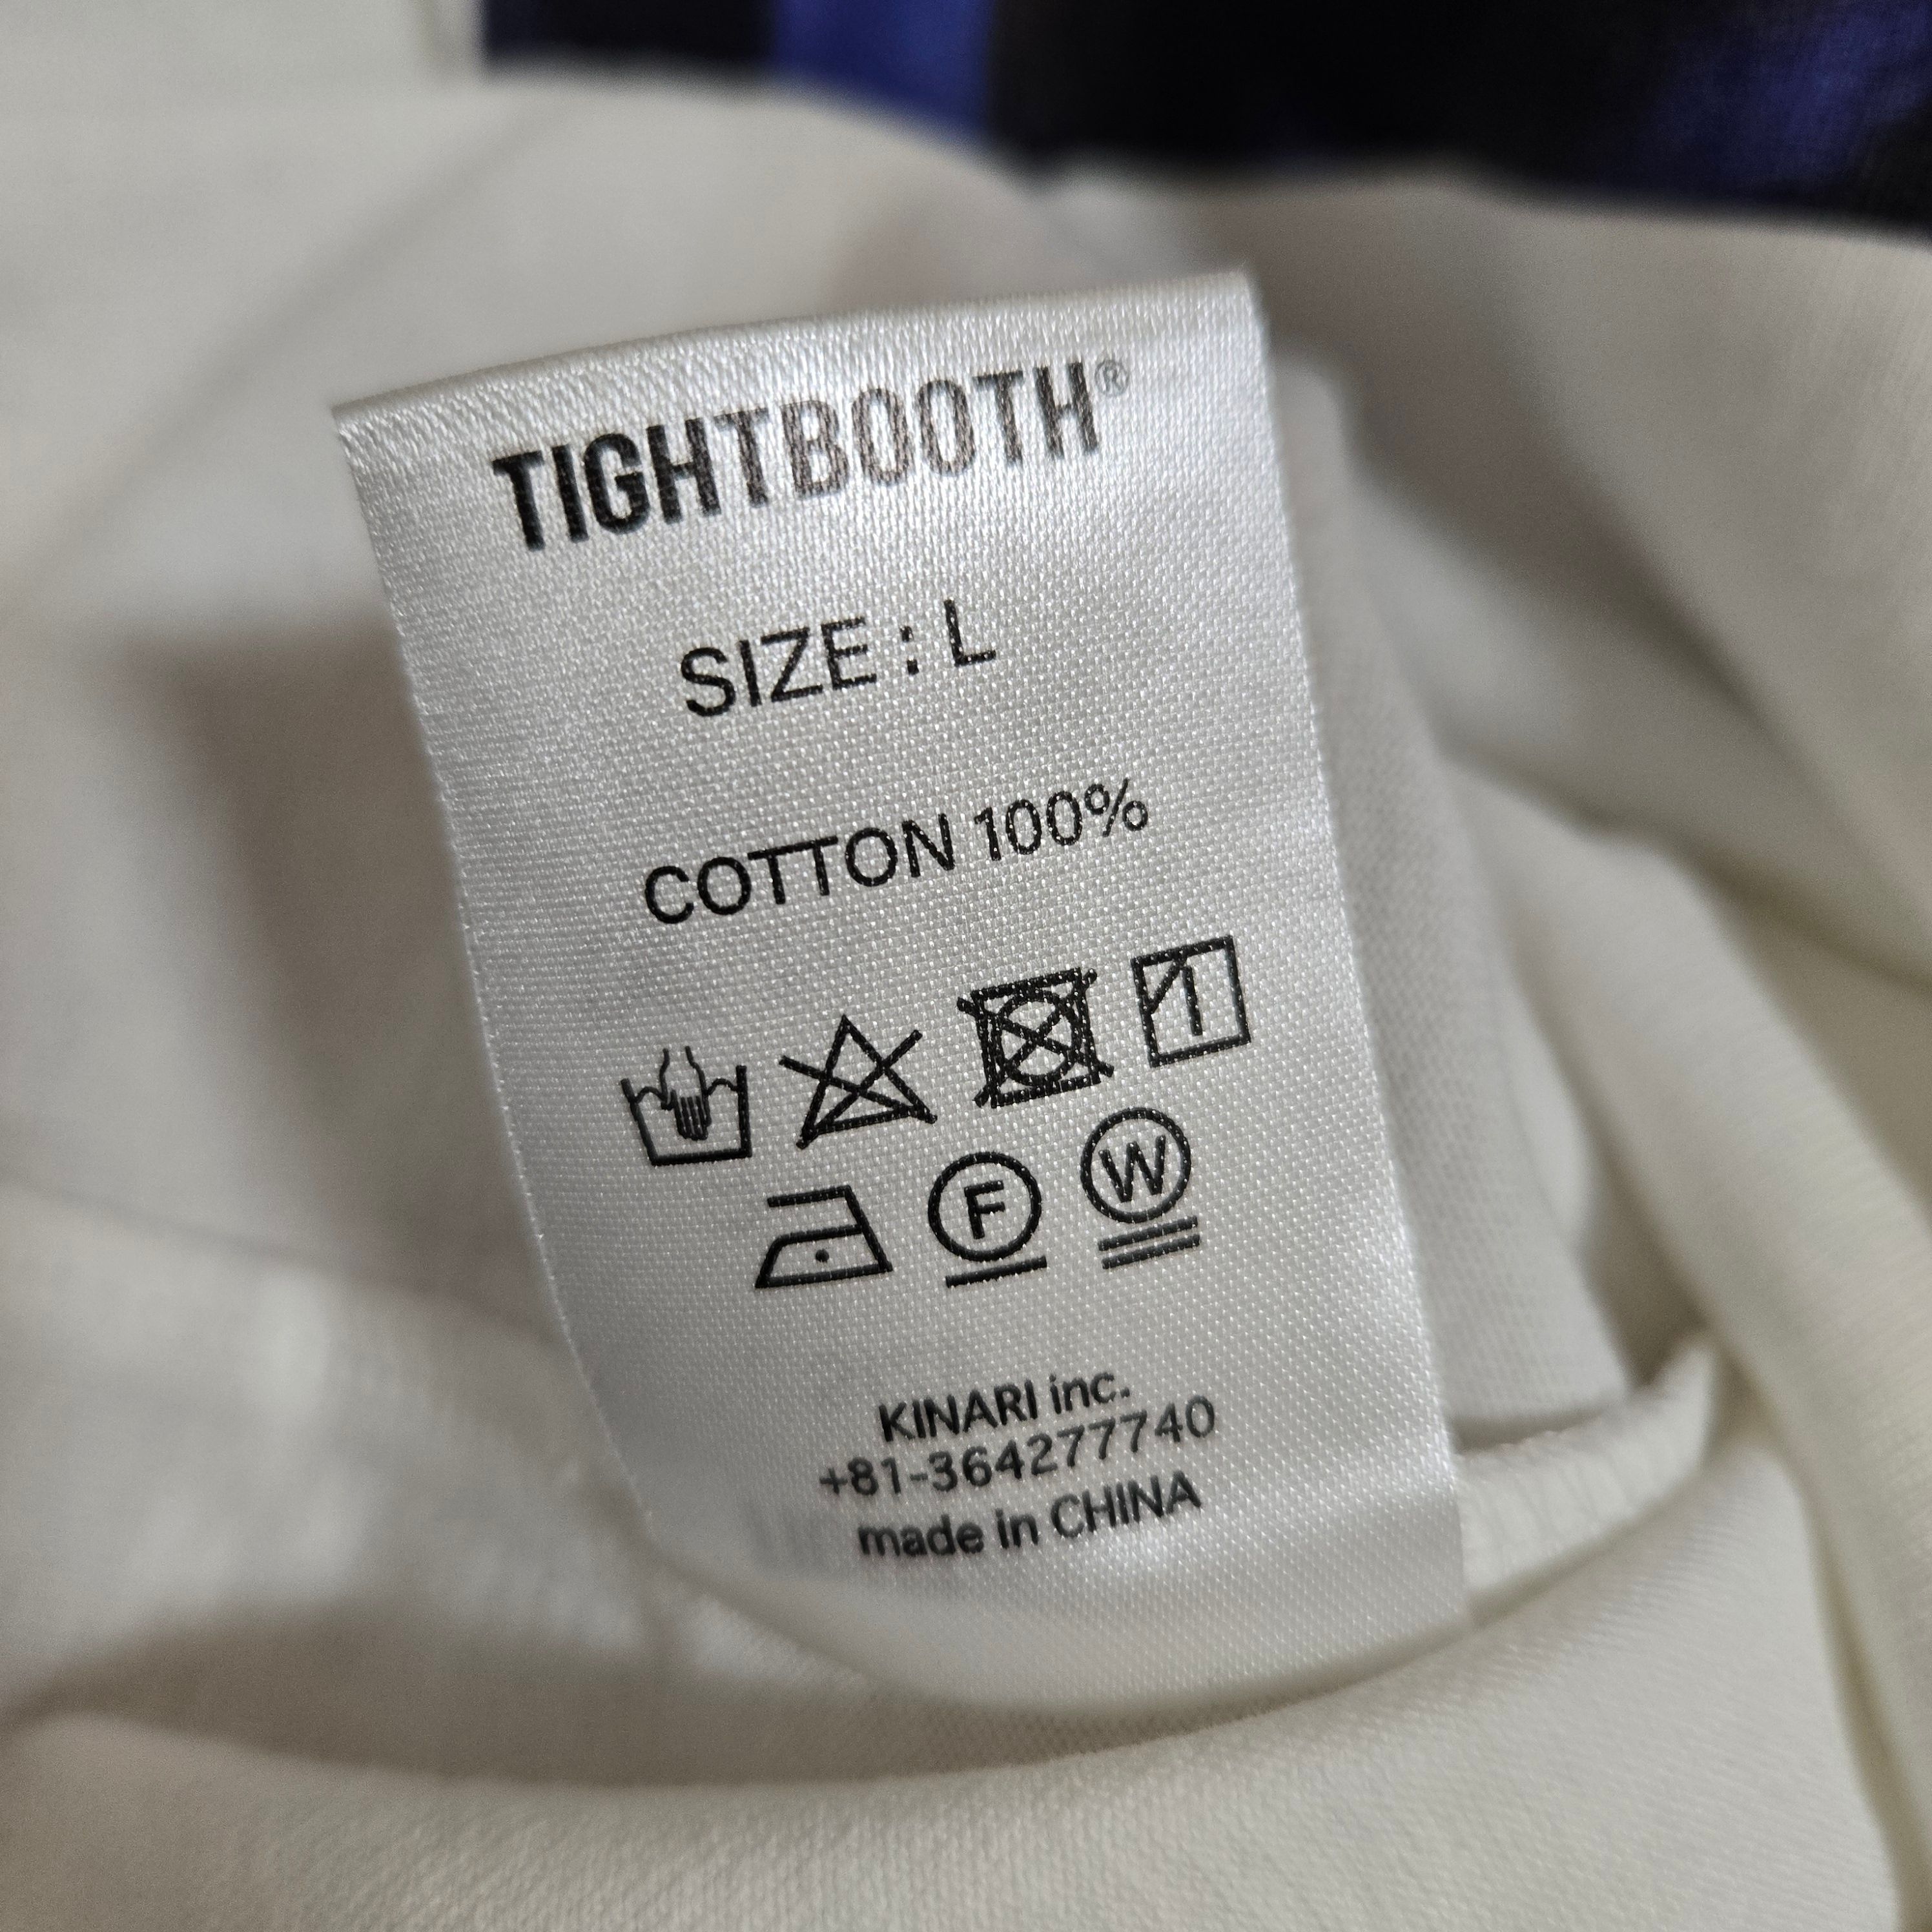 TIGHTBOOTH®
SIZE : L
COTTON 100%
F W
KINARI inc.
+81-364277740
made in CHINA